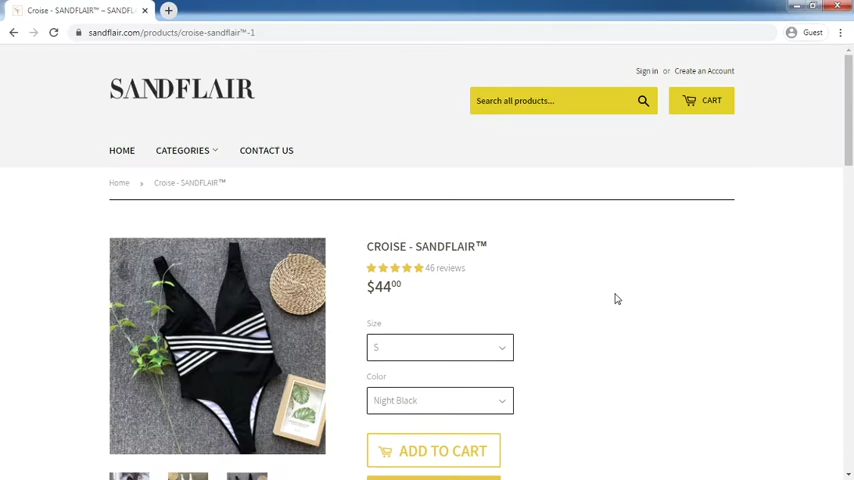 Croise - SANDFLAIR™ – SANDFL
sandflair.com/products/croise-sandflair™-1
Guest
Sign in or Create an Account
SANDFLAIR
Search all products...
CART
HOME
CATEGORIES
CONTACT US
Home › Croise - SANDFLAIR™
CROISE - SANDFLAIR™
46 reviews
$44⁰⁰
Size
S
Color
Night Black
ADD TO CART